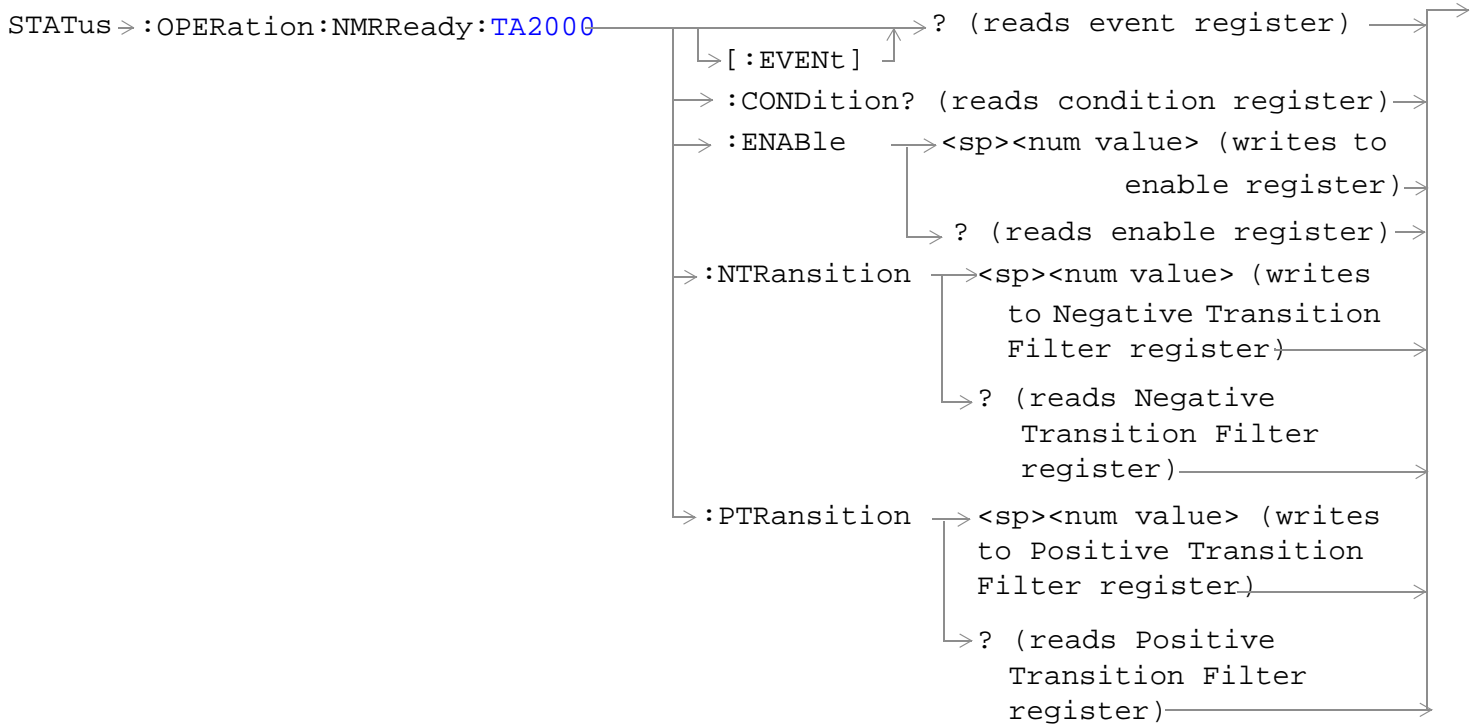 STATus :OPERation:NMRReady:TA2000 ? (reads event register)
[:EVENt]
:CONDition? (reads condition register)
:ENABle <sp><num value> (writes to
enable register)
? (reads enable register)
:NTRansition <sp><num value> (writes
to Negative Transition
Filter register)
? (reads Negative
Transition Filter
register)
:PTRansition <sp><num value> (writes
to Positive Transition
Filter register)
? (reads Positive
Transition Filter
register)